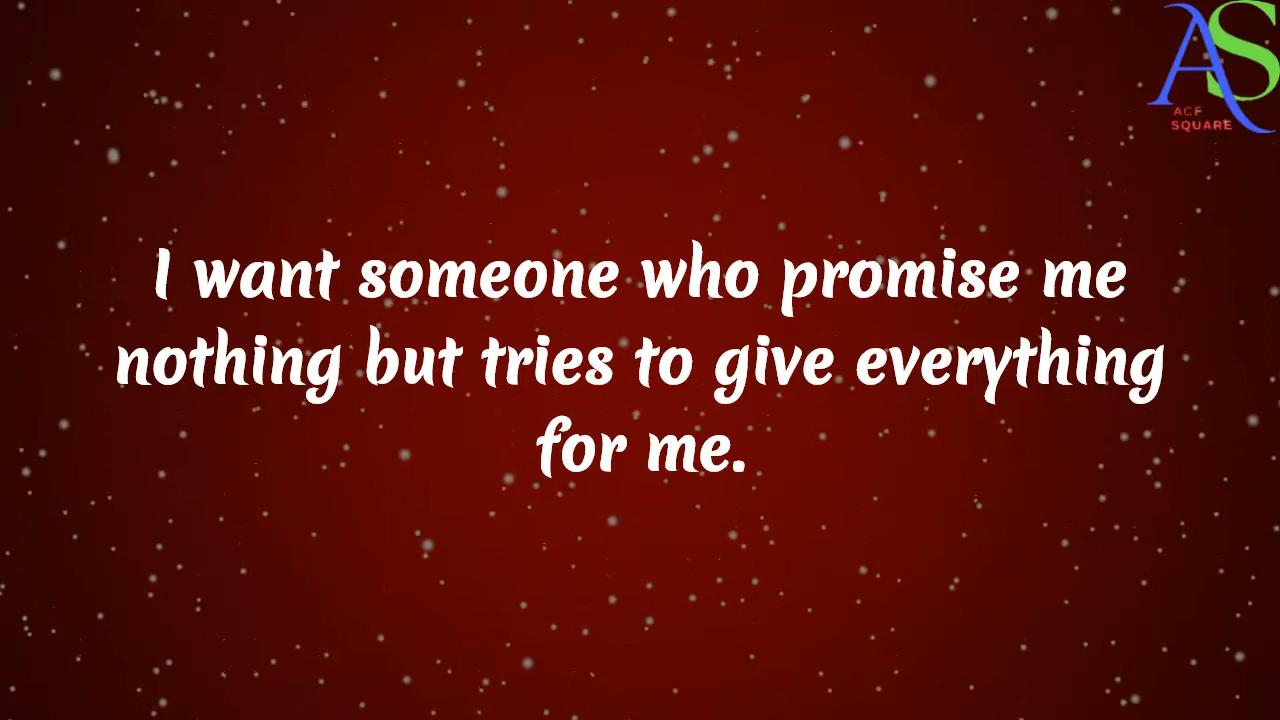 AS
ACF
SQUARE
I want someone who promise me
nothing but tries to give everything
for me.